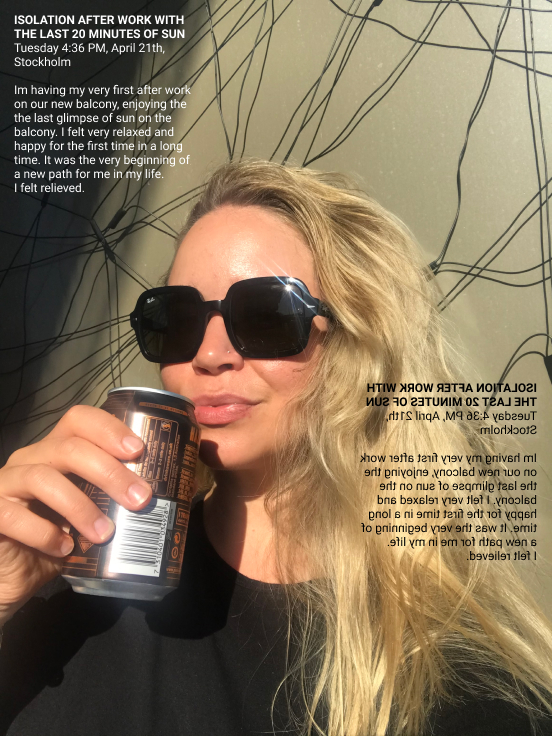 ISOLATION AFTER WORK WITH
THE LAST 20 MINUTES OF SUN
Tuesday 4:36 PM, April 21th,
Stockholm
Im having my very first after work
on our new balcony, enjoying the
the last glimpse of sun on the
balcony. I felt very relaxed and
happy for the first time in a long
time. It was the very beginning of
a new path for me in my life.
I felt relieved.
Ray-Ban
ISOLATION AFTER WORK WITH
THE LAST 20 MINUTES OF SUN
Tuesday 4:36 PM, April 21th,
Stockholm
Im having my very first after work
on our new balcony, enjoying the
the last glimpse of sun on the
balcony. I felt very relaxed and
happy for the first time in a long
time. It was the very beginning of
a new path for me in my life.
I felt relieved.